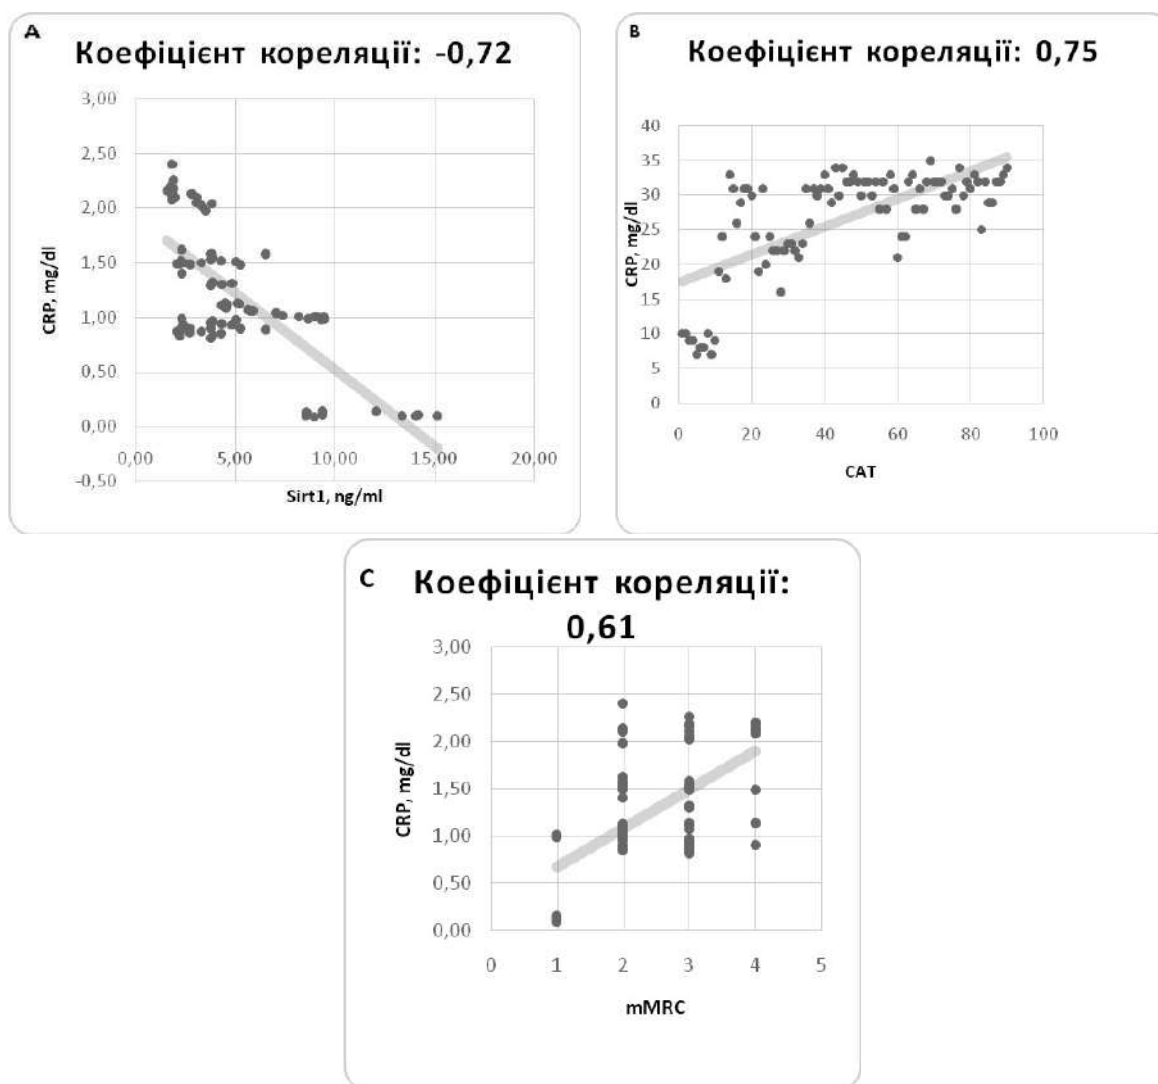 A
Коефіцієнт кореляції: -0,72
3,00
2,50
2,00
1,50
1,00
0,50
0,00
-0,50
CRP, mg/dl
0,00 5,00 10,00 15,00 20,00
Sirt1, ng/ml
B
Коефіцієнт кореляції: 0,75
40
35
30
25
20
15
10
5
0
CRP, mg/dl
0 20 40 60 80 100
CAT
C
Коефіцієнт кореляції:
0,61
3,00
2,50
2,00
1,50
1,00
0,50
0,00
CRP, mg/dl
0 1 2 3 4 5
mMRC